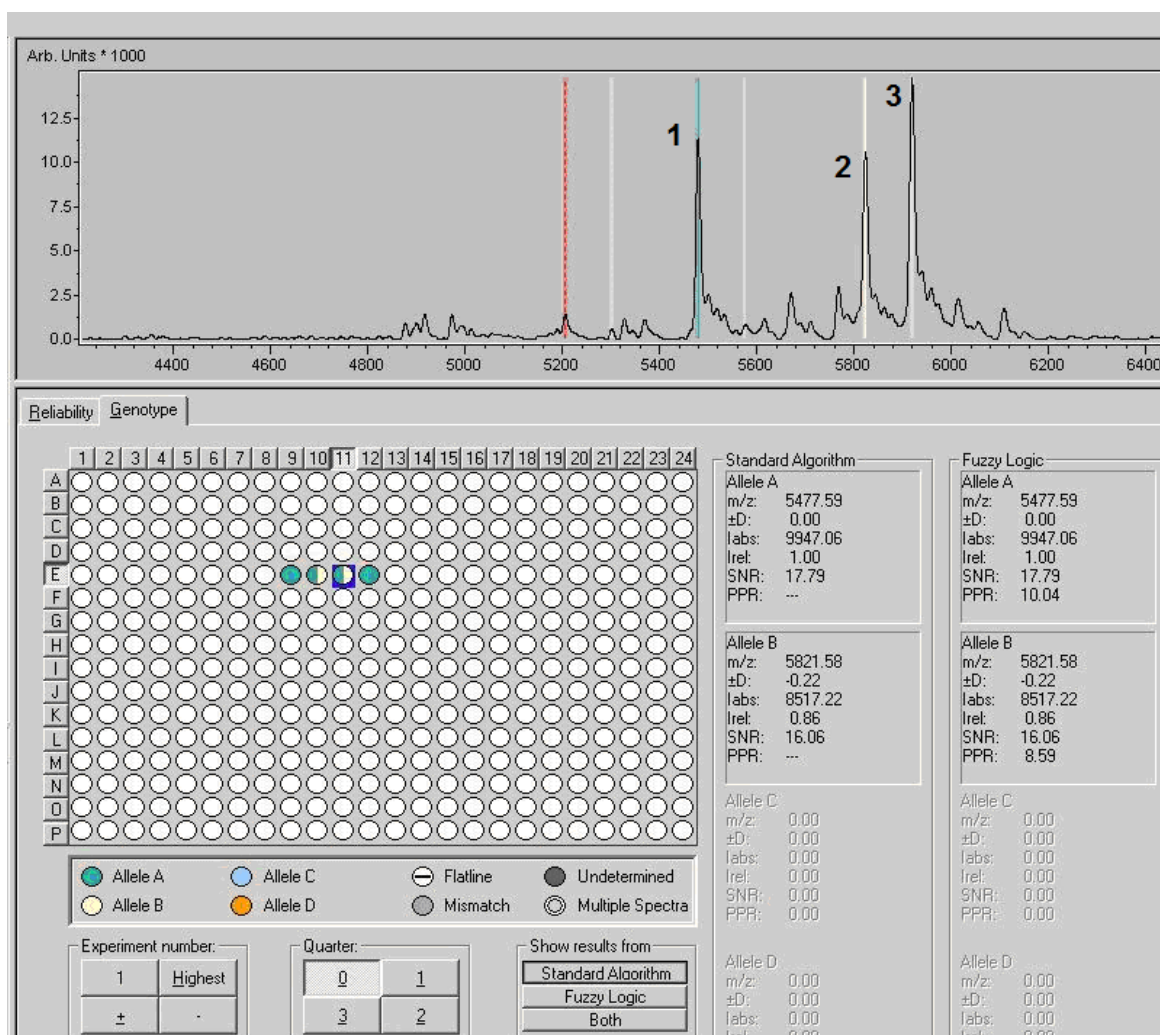 Arb. Units * 1000
12.5
10.0
7.5
5.0
2.5
0.0
1
2
3
4400 4600 4800 5000 5200 5400 5600 5800 6000 6200 6400
Reliability Genotype
1 2 3 4 5 6 7 8 9 10 11 12 13 14 15 16 17 18 19 20 21 22 23 24
A
B
C
D
E
F
G
H
I
J
K
L
M
N
O
P
Allele A Allele C Flatline Undetermined
Allele B Allele D Mismatch Multiple Spectra
Experiment number:
1 Highest
± -
Quarter:
0 1
3 2
Show results from
Standard Algorithm
Fuzzy Logic
Both
Standard Algorithm
Allele A
m/z: 5477.59
±D: 0.00
Iabs: 9947.06
Irel: 1.00
SNR: 17.79
PPR: ---
Allele B
m/z: 5821.58
±D: -0.22
Iabs: 8517.22
Irel: 0.86
SNR: 16.06
PPR: ---
Allele C
m/z: 0.00
±D: 0.00
Iabs: 0.00
Irel: 0.00
SNR: 0.00
PPR: 0.00
Allele D
m/z: 0.00
±D: 0.00
Iabs: 0.00
Fuzzy Logic
Allele A
m/z: 5477.59
±D: 0.00
Iabs: 9947.06
Irel: 1.00
SNR: 17.79
PPR: 10.04
Allele B
m/z: 5821.58
±D: -0.22
Iabs: 8517.22
Irel: 0.86
SNR: 16.06
PPR: 8.59
Allele C
m/z: 0.00
±D: 0.00
Iabs: 0.00
Irel: 0.00
SNR: 0.00
PPR: 0.00
Allele D
m/z: 0.00
±D: 0.00
Iabs: 0.00